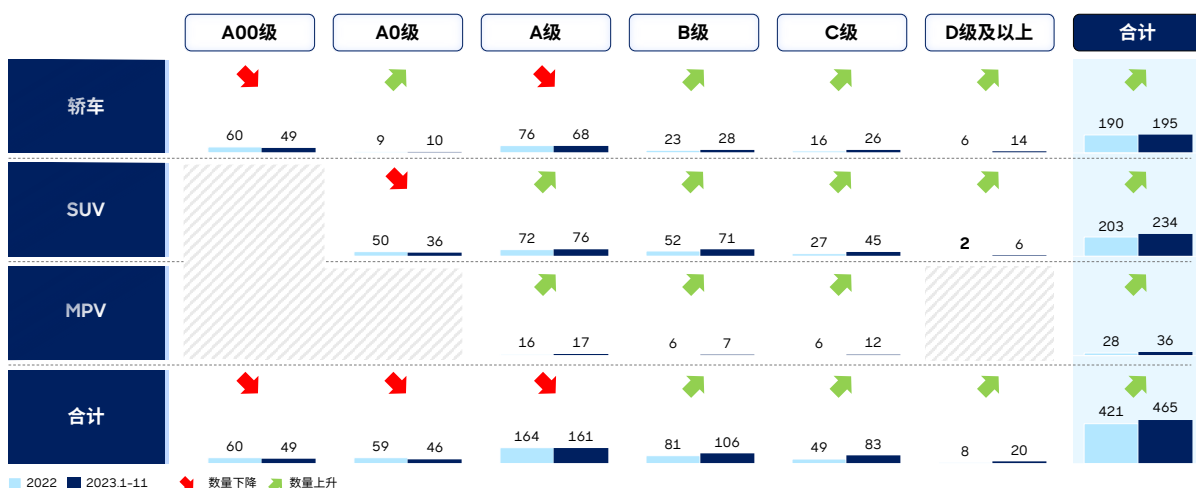 A00级 A0级 A级 B级 C级 D级及以上 合计
轿车 60 49 9 10 76 68 23 28 16 26 6 14 190 195
SUV 50 36 72 76 52 71 27 45 2 6 203 234
MPV 16 17 6 7 6 12 28 36
合计 60 49 59 46 164 161 81 106 49 83 8 20 421 465
2022 2023.1-11 数量下降 数量上升